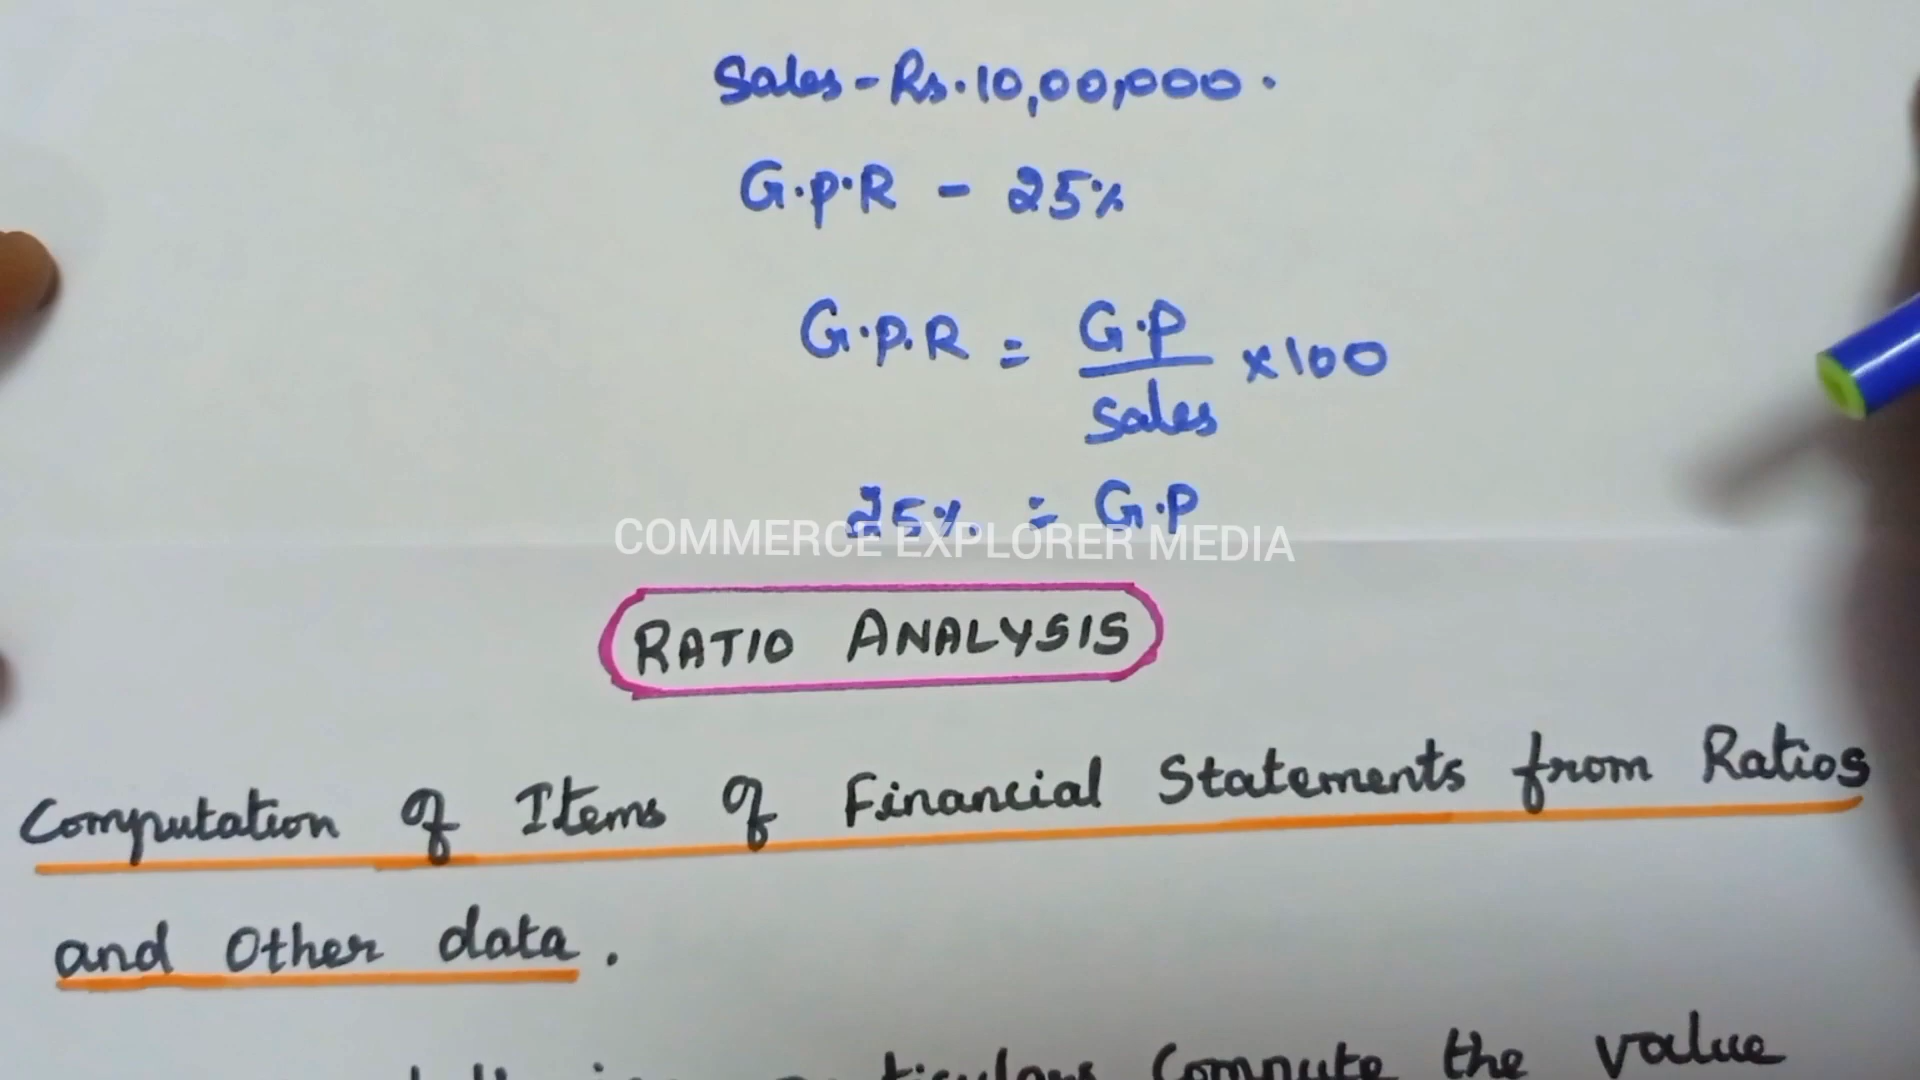 Sales - Rs. 10,00,000.
G.P.R - 25%
G.P.R = G.P / Sales x100
25% = G.P
COMMERCE EXPLORER MEDIA
RATIO ANALYSIS
Computation of Items of Financial Statements from Ratios
and Other data.
Compute the value